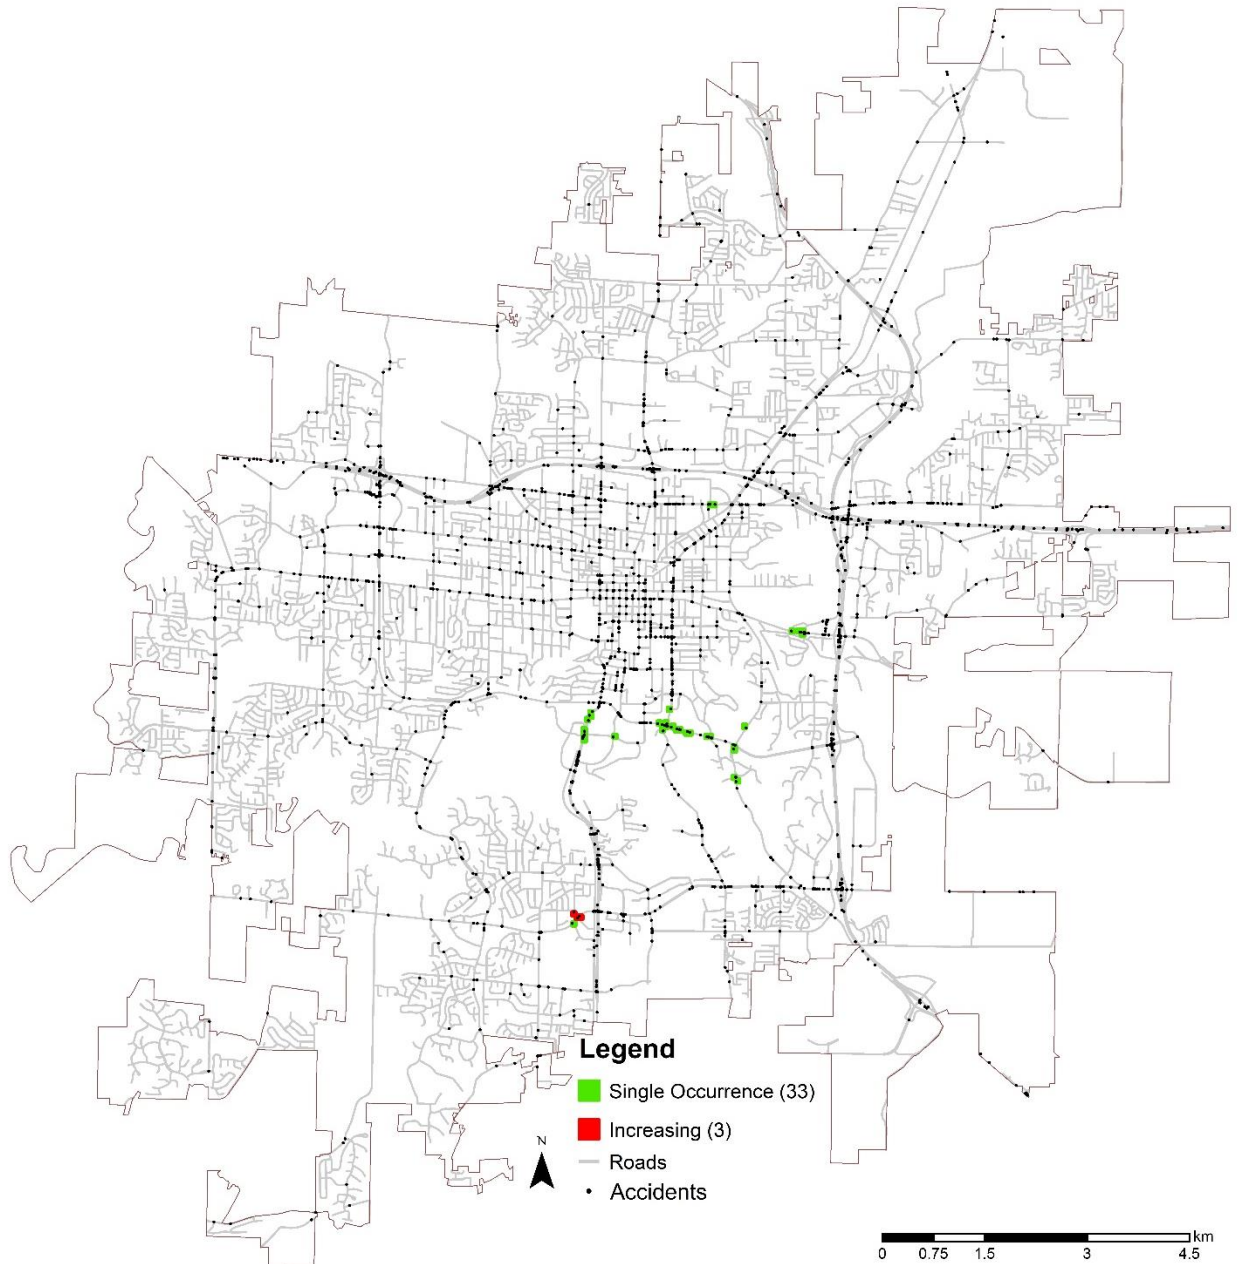 Legend
Single Occurrence (33)
Increasing (3)
N
Roads
Accidents
km
0 0.75 1.5 3 4.5